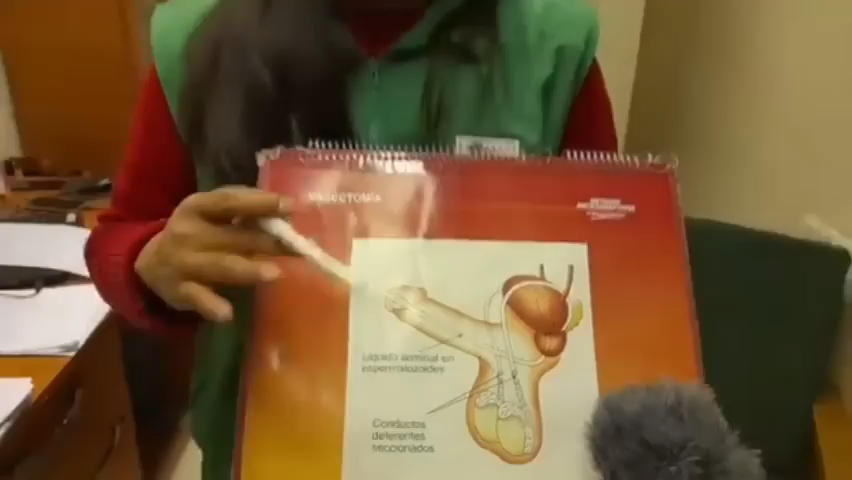 VASECTOMÍA
Líquido seminal sin
espermatozoides
Conductos
deferentes
seccionados